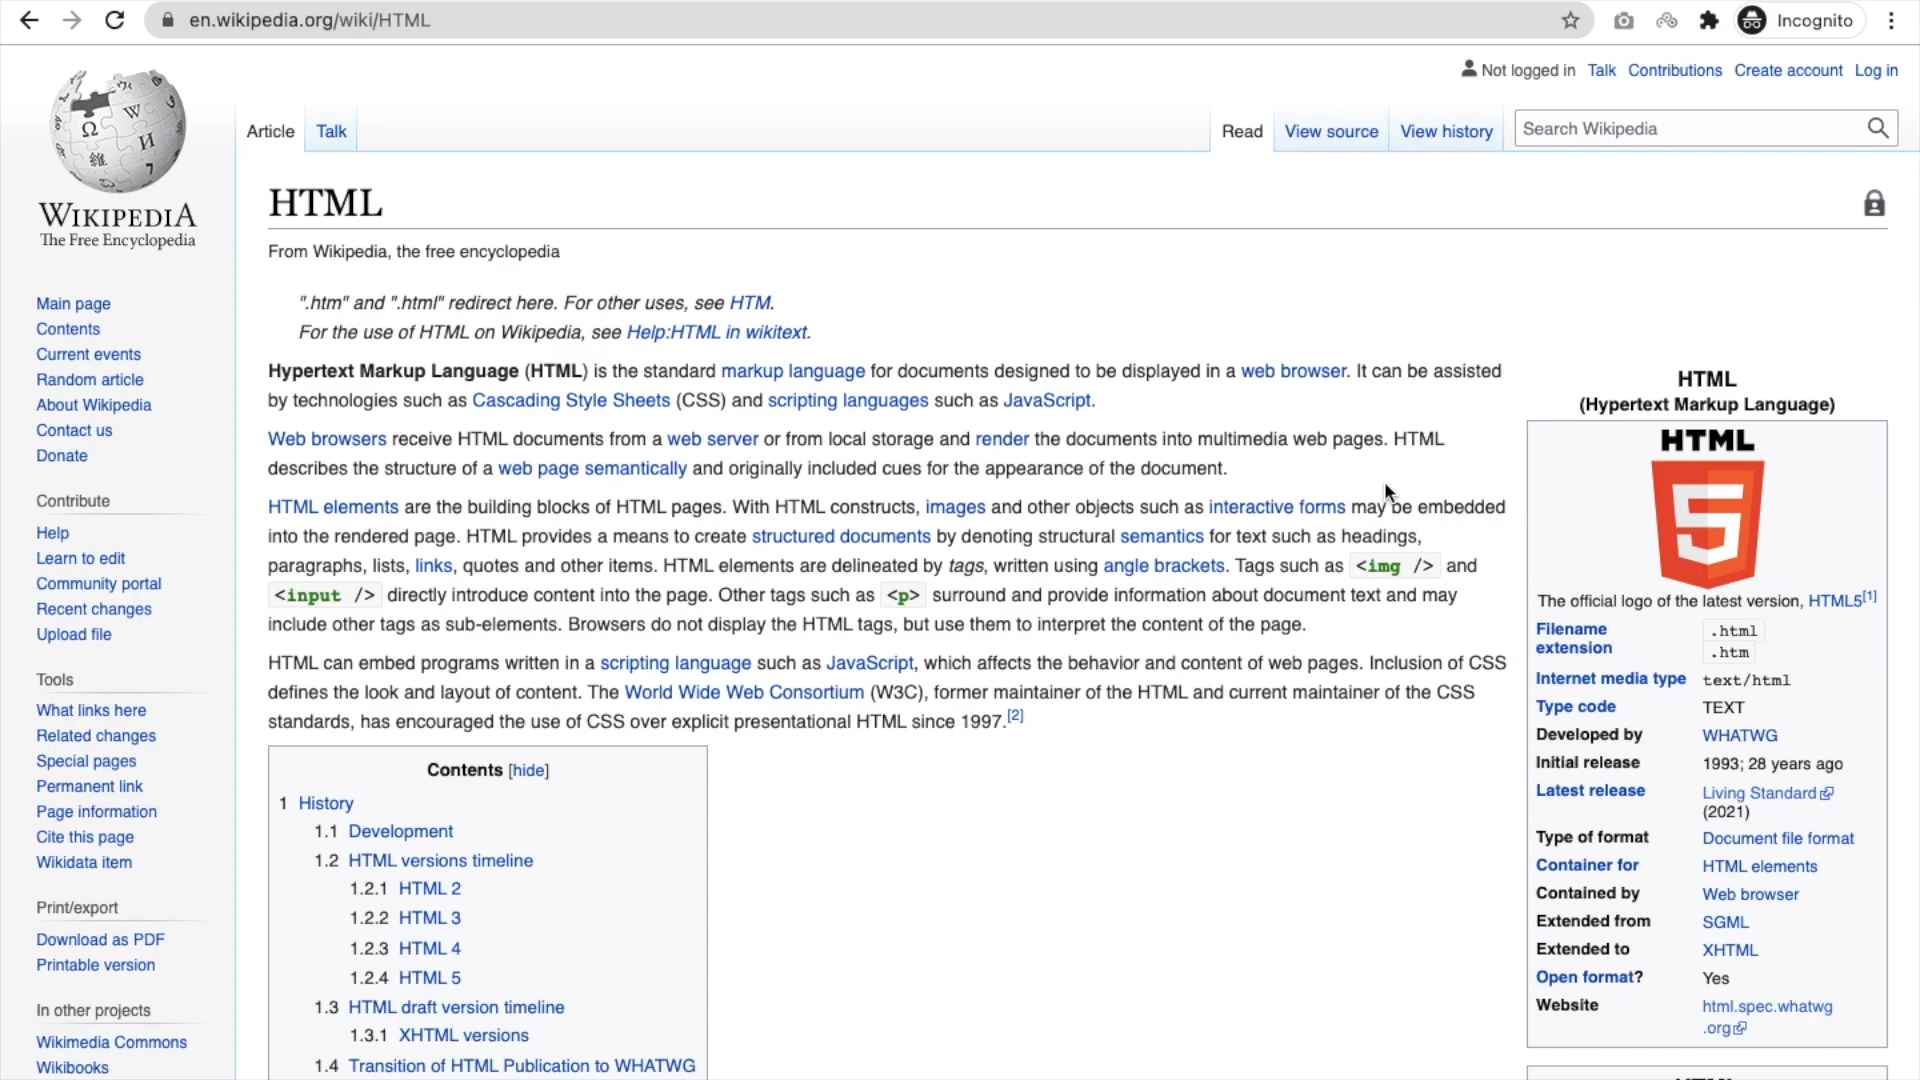 en.wikipedia.org/wiki/HTML
Incognito
Not logged in Talk Contributions Create account Log in
Article Talk Read View source View history Search Wikipedia
WIKIPEDIA
The Free Encyclopedia
Main page
Contents
Current events
Random article
About Wikipedia
Contact us
Donate
Contribute
Help
Learn to edit
Community portal
Recent changes
Upload file
Tools
What links here
Related changes
Special pages
Permanent link
Page information
Cite this page
Wikidata item
Print/export
Download as PDF
Printable version
In other projects
Wikimedia Commons
Wikibooks
HTML
From Wikipedia, the free encyclopedia
".htm" and ".html" redirect here. For other uses, see HTM.
For the use of HTML on Wikipedia, see Help:HTML in wikitext.
Hypertext Markup Language (HTML) is the standard markup language for documents designed to be displayed in a web browser. It can be assisted
by technologies such as Cascading Style Sheets (CSS) and scripting languages such as JavaScript.
Web browsers receive HTML documents from a web server or from local storage and render the documents into multimedia web pages. HTML
describes the structure of a web page semantically and originally included cues for the appearance of the document.
HTML elements are the building blocks of HTML pages. With HTML constructs, images and other objects such as interactive forms may be embedded
into the rendered page. HTML provides a means to create structured documents by denoting structural semantics for text such as headings,
paragraphs, lists, links, quotes and other items. HTML elements are delineated by tags, written using angle brackets. Tags such as <img /> and
<input /> directly introduce content into the page. Other tags such as <p> surround and provide information about document text and may
include other tags as sub-elements. Browsers do not display the HTML tags, but use them to interpret the content of the page.
HTML can embed programs written in a scripting language such as JavaScript, which affects the behavior and content of web pages. Inclusion of CSS
defines the look and layout of content. The World Wide Web Consortium (W3C), former maintainer of the HTML and current maintainer of the CSS
standards, has encouraged the use of CSS over explicit presentational HTML since 1997.[2]
Contents [hide]
1 History
1.1 Development
1.2 HTML versions timeline
1.2.1 HTML 2
1.2.2 HTML 3
1.2.3 HTML 4
1.2.4 HTML 5
1.3 HTML draft version timeline
1.3.1 XHTML versions
1.4 Transition of HTML Publication to WHATWG
HTML
(Hypertext Markup Language)
HTML
5
The official logo of the latest version, HTML5[1]
Filename extension .html
.htm
Internet media type text/html
Type code TEXT
Developed by WHATWG
Initial release 1993; 28 years ago
Latest release Living Standard
(2021)
Type of format Document file format
Container for HTML elements
Contained by Web browser
Extended from SGML
Extended to XHTML
Open format? Yes
Website html.spec.whatwg
.org